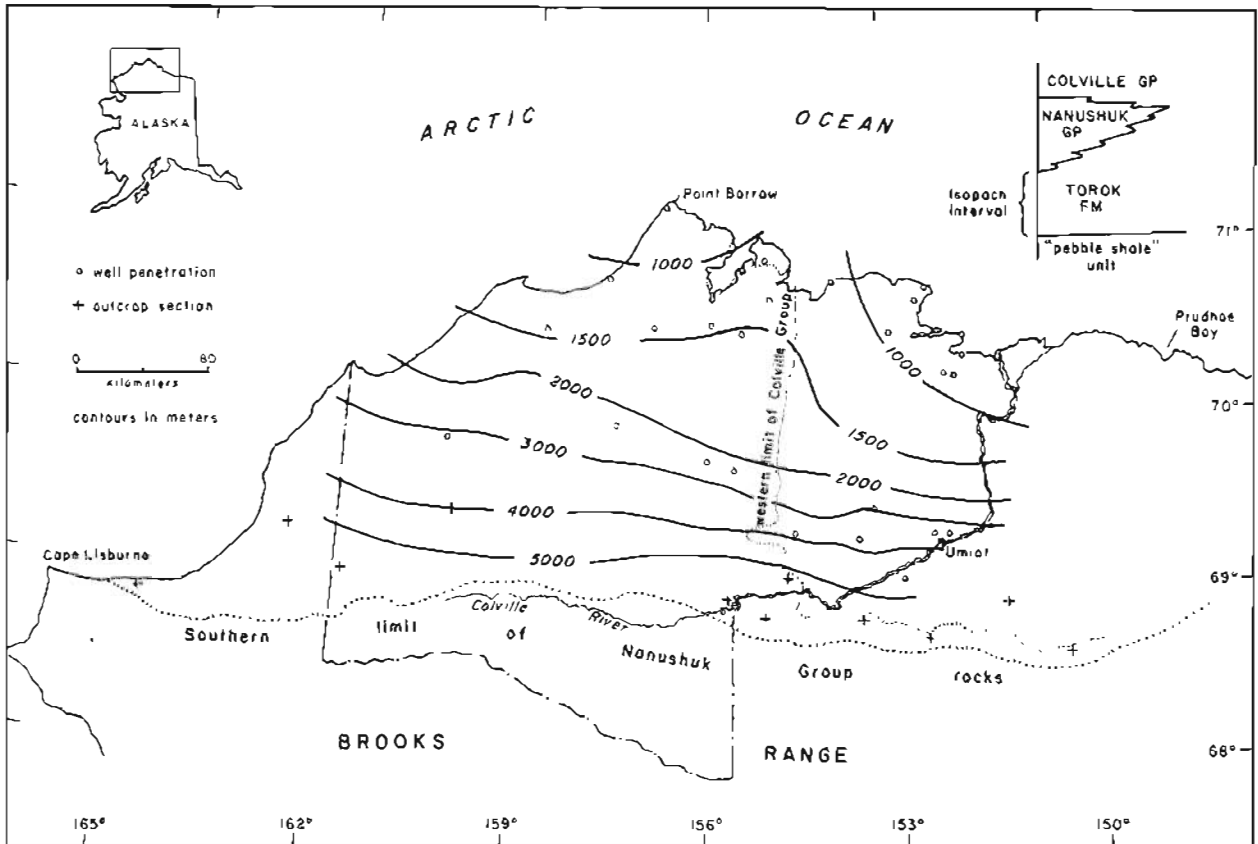 ALASKA
ARCTIC OCEAN
COLVILLE GP
NANUSHUK
GP
Isopach
interval
TOROK
FM
"pebble shale"
unit
Point Barrow
o well penetration
+ outcrop section
0 80
kilometers
contours in meters
Prudhoe
Bay
71°
70°
69°
68°
1000
1500
2000
3000
4000
5000
1000
1500
2000
Western limit of Colville Group
Umiat
Cape Lisburne
Colville River
Southern limit of Nanushuk Group rocks
BROOKS RANGE
165° 162° 159° 156° 153° 150°